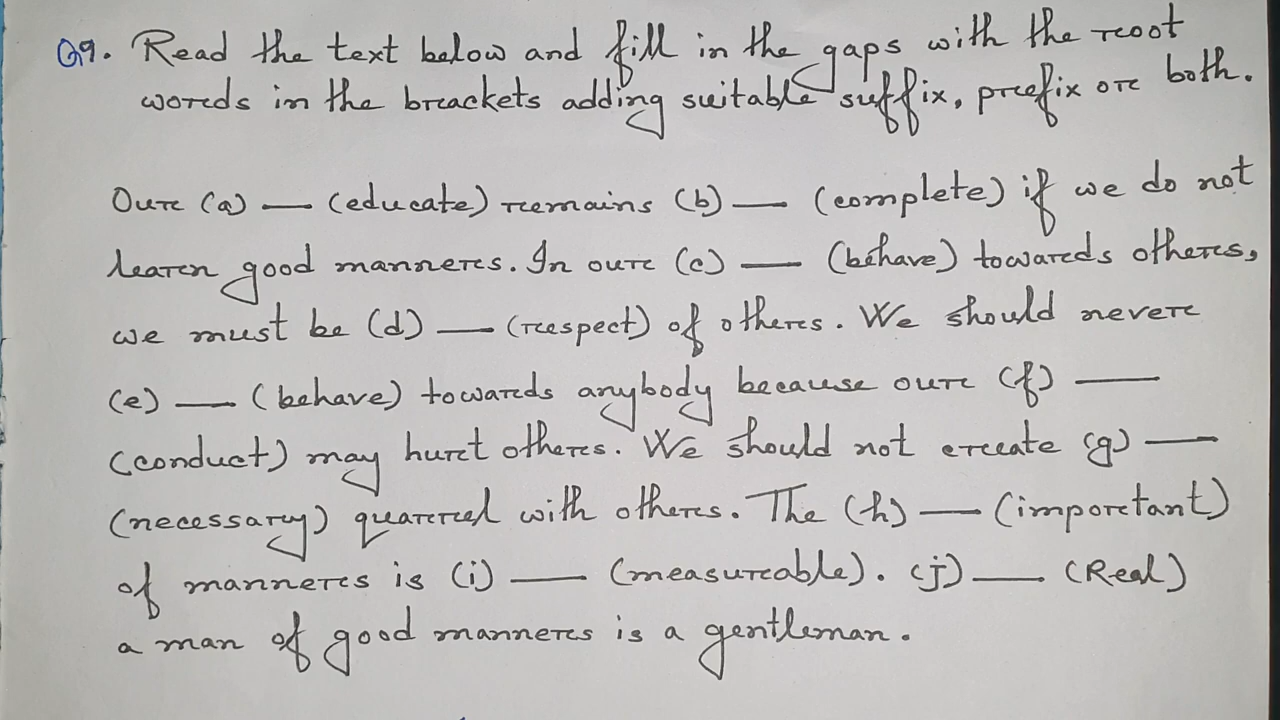 Q9. Read the text below and fill in the gaps with the root
words in the brackets adding suitable suffix, prefix or both.
Our (a) — (educate) remains (b) — (complete) if we do not
learn good manners. In our (c) — (behave) towards others,
we must be (d) — (respect) of others. We should never
(e) — (behave) towards anybody because our (f) —
(conduct) may hurt others. We should not create (g) —
(necessary) quarrel with others. The (h) — (important)
of manners is (i) — (measureable). (j) — (Real)
a man of good manners is a gentleman.